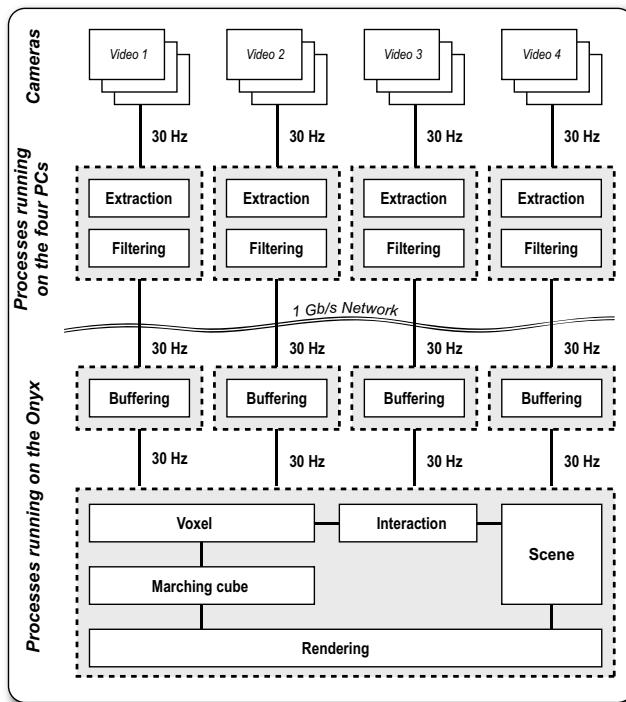 Cameras
Video 1
Video 2
Video 3
Video 4
30 Hz
30 Hz
30 Hz
30 Hz
Processes running
on the four PCs
Extraction
Extraction
Extraction
Extraction
Filtering
Filtering
Filtering
Filtering
1 Gb/s Network
30 Hz
30 Hz
30 Hz
30 Hz
Processes running on the Onyx
Buffering
Buffering
Buffering
Buffering
30 Hz
30 Hz
30 Hz
30 Hz
Voxel
Interaction
Scene
Marching cube
Rendering